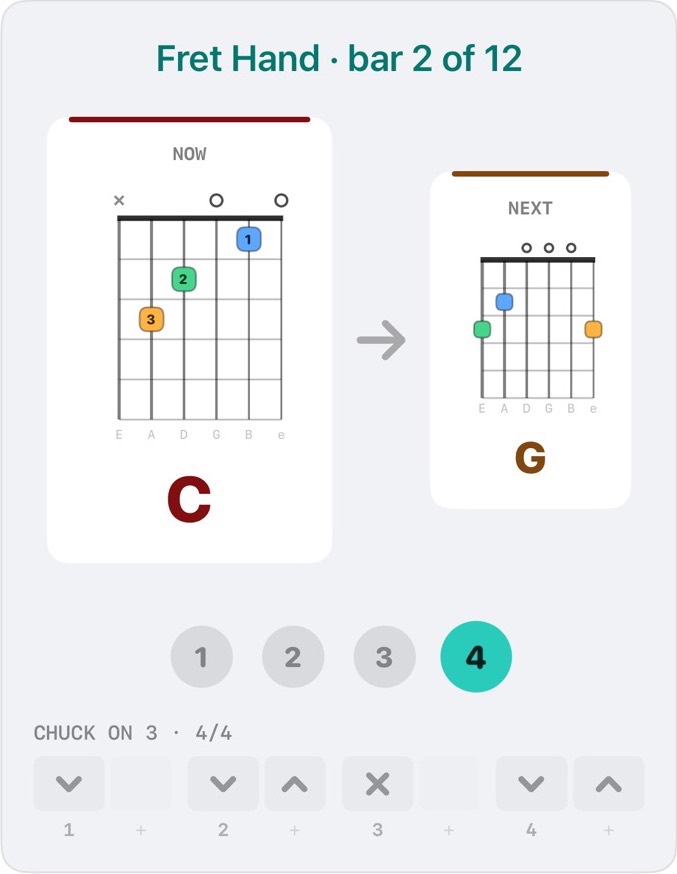 Fret Hand · bar 2 of 12
NOW
×
1
2
3
E A D G B e
C
NEXT
E A D G B e
G
1 2 3 4
CHUCK ON 3 · 4/4
1 + 2 + 3 + 4 +